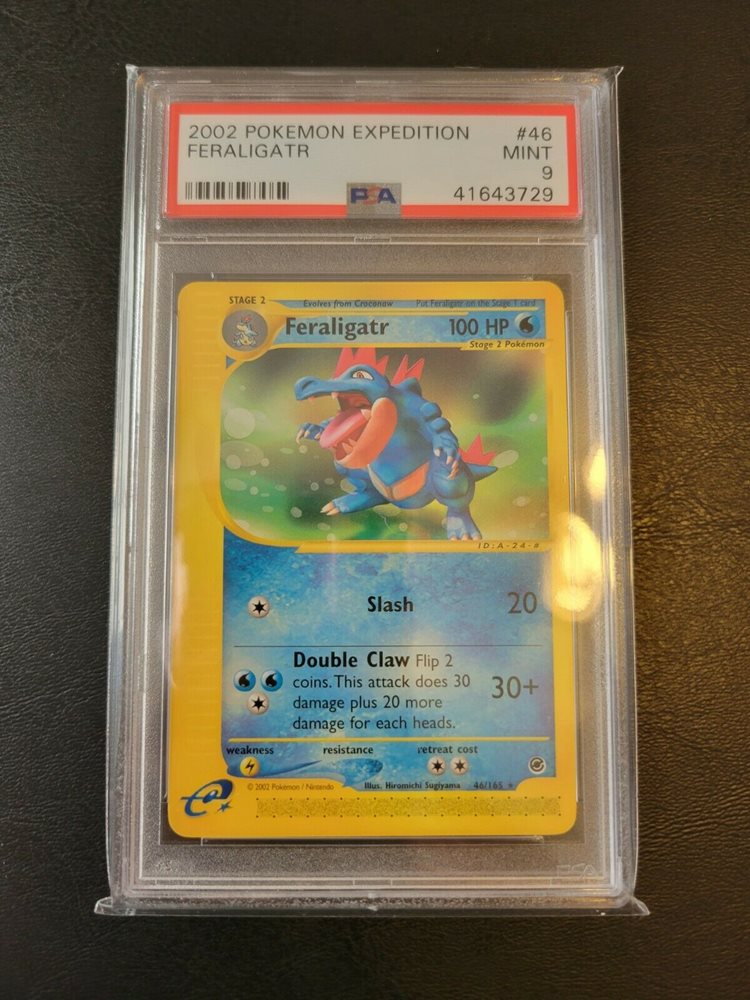 2002 POKEMON EXPEDITION #46
FERALIGATR MINT
9
PSA 41643729
STAGE 2 Evolves from Croconaw Put Feraligatr on the Stage 1 card
Feraligatr 100 HP
Stage 2 Pokémon
ID:A-24-#
Slash 20
Double Claw Flip 2
coins. This attack does 30
damage plus 20 more
damage for each heads.
30+
weakness resistance retreat cost
© 2002 Pokémon / Nintendo Illus. Hiromichi Sugiyama 46/165 ★
e
PSA